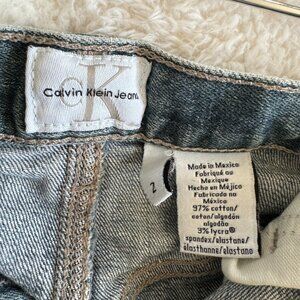 CK
Calvin Klein Jeans
2
Made in Mexico
Fabriqué au
Mexique
Hecho en Méjico
Fabricado na
México
97% cotton/
coton/algodón
algodão
3% lycra®
spandex/elastane/
elasthanne/elastano/